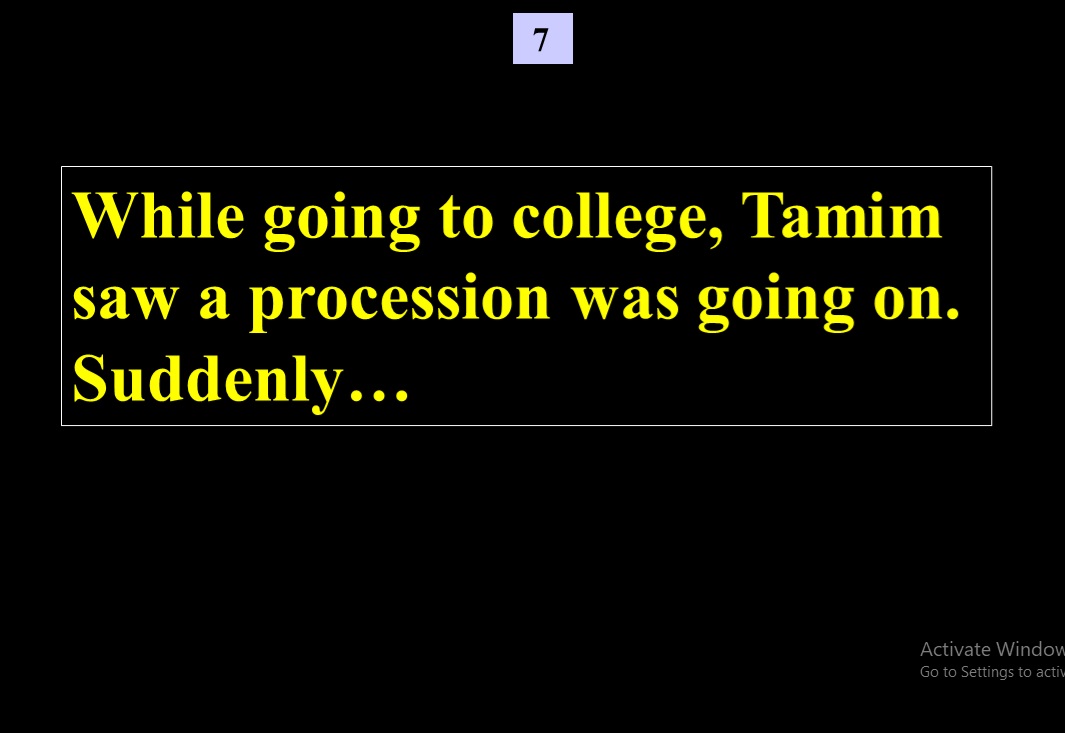 7
While going to college, Tamim
saw a procession was going on.
Suddenly…
Activate Window
Go to Settings to activ